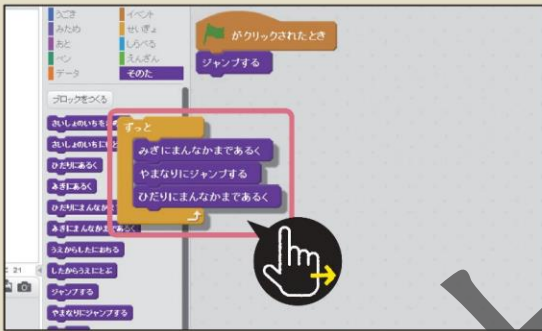 うごき
イベント
みため
せいぎょ
おと
しらべる
ペン
えんざん
データ
そのた
ブロックをつくる
ひだりにあるく
みぎにあるく
うえからしたにおちる
したからうえにとぶ
ジャンプする
やまなりにジャンプする
がクリックされたとき
ジャンプする
ずっと
みぎにまんなかまであるく
やまなりにジャンプする
ひだりにまんなかまであるく
21